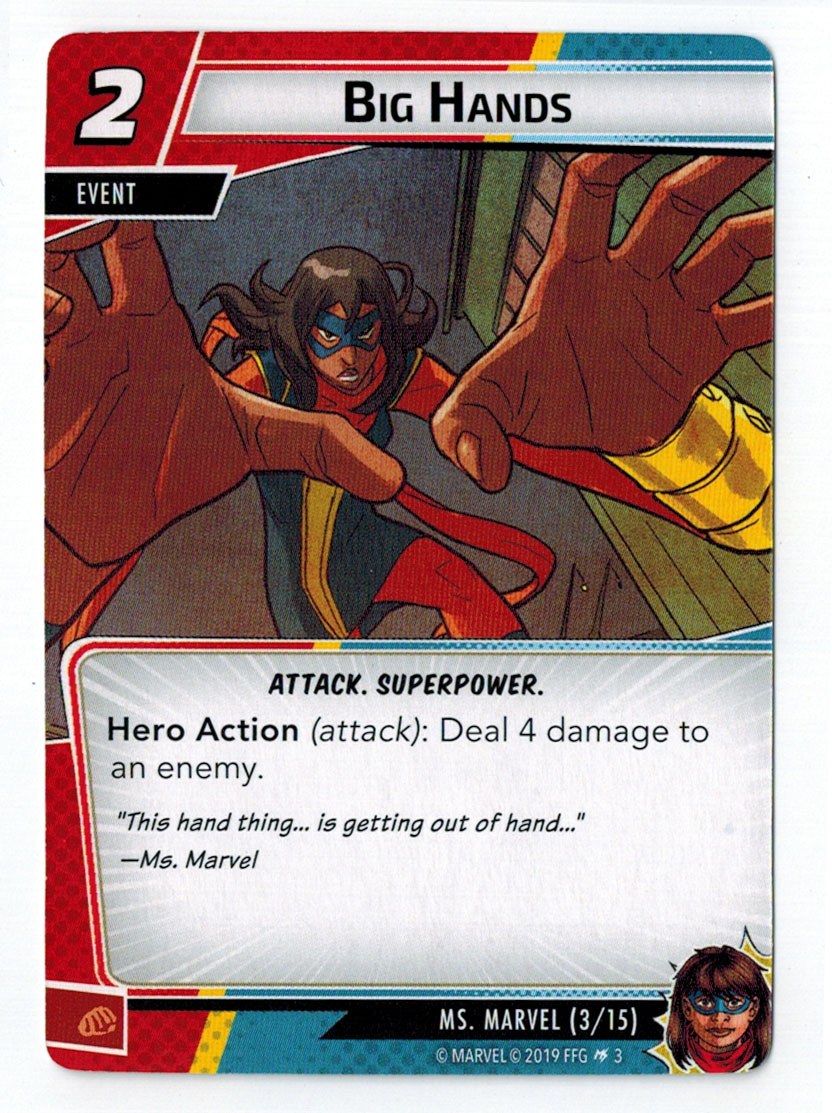 2
BIG HANDS
EVENT
ATTACK. SUPERPOWER.
Hero Action (attack): Deal 4 damage to
an enemy.
"This hand thing... is getting out of hand..."
—Ms. Marvel
MS. MARVEL (3/15)
© MARVEL © 2019 FFG 3